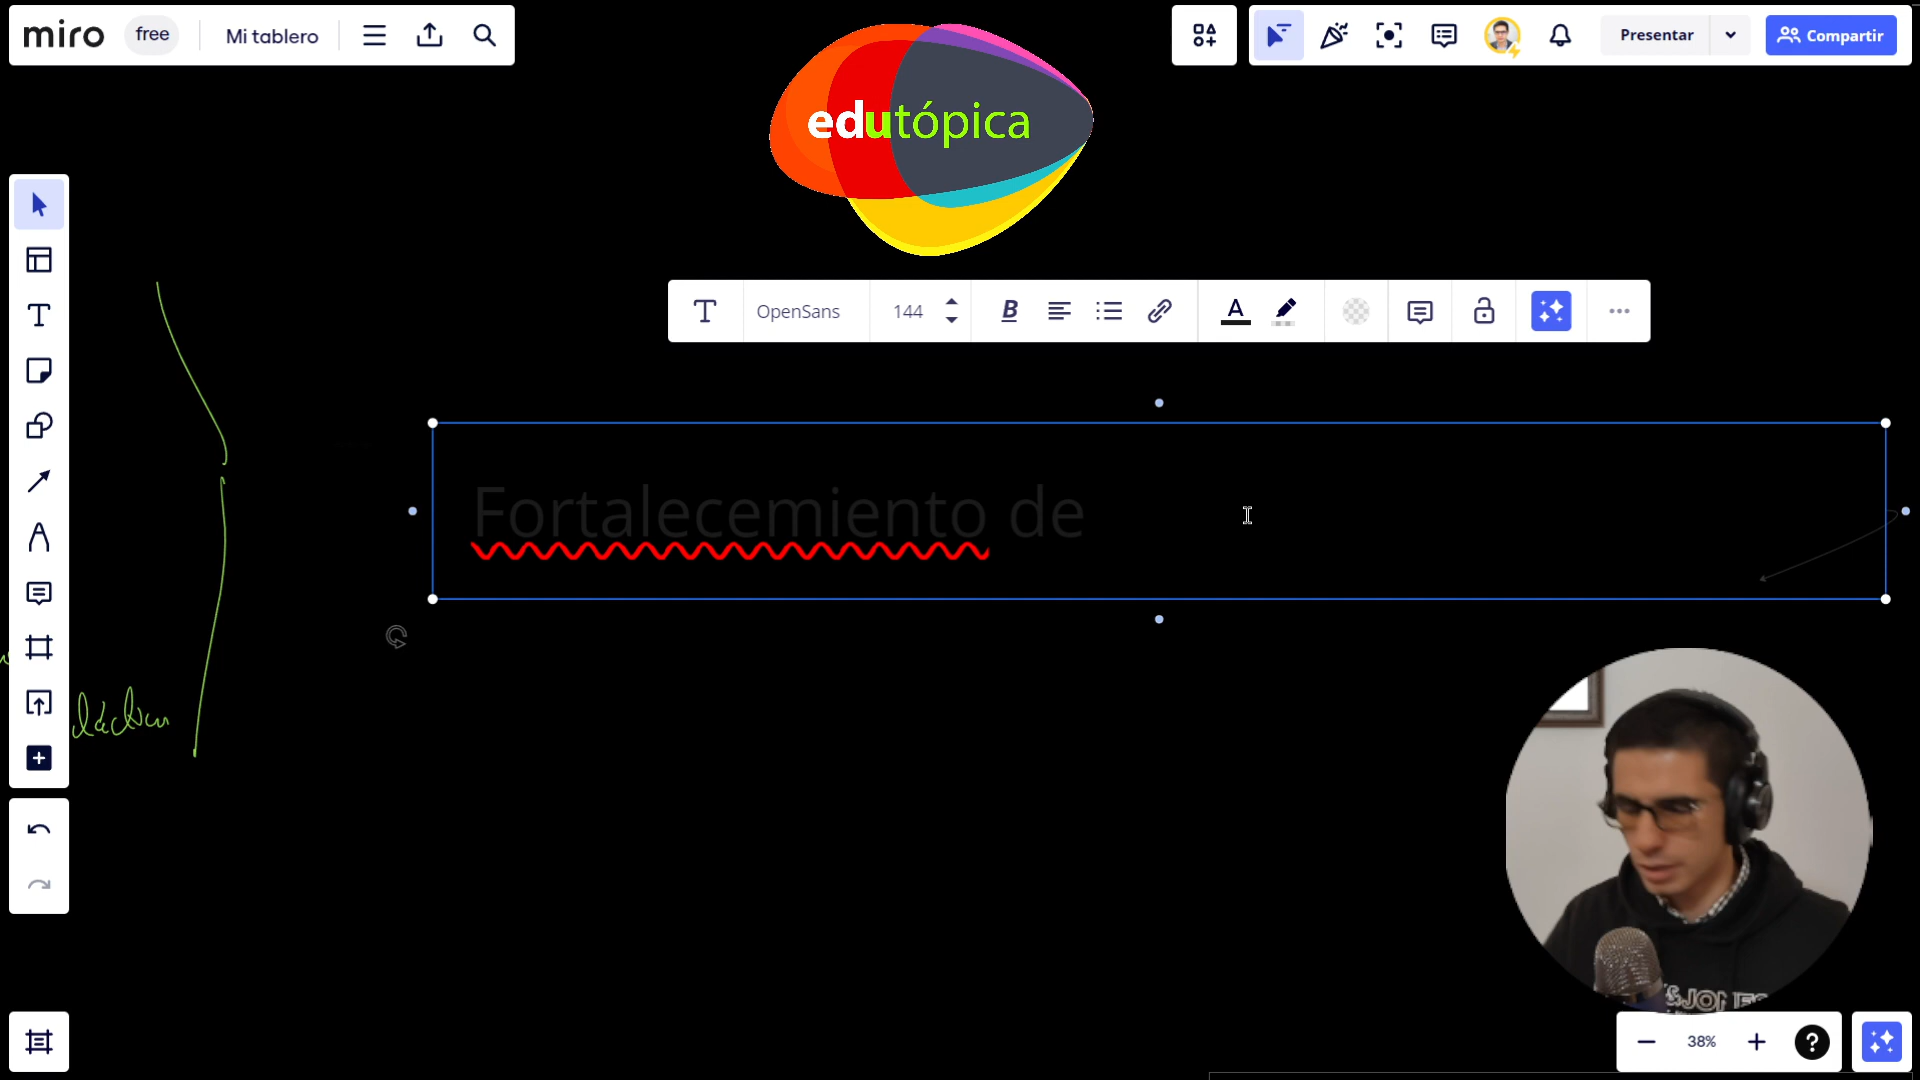 miro free Mi tablero
Presentar Compartir
edutópica
OpenSans 144 B A
Fortalecemiento de
38%